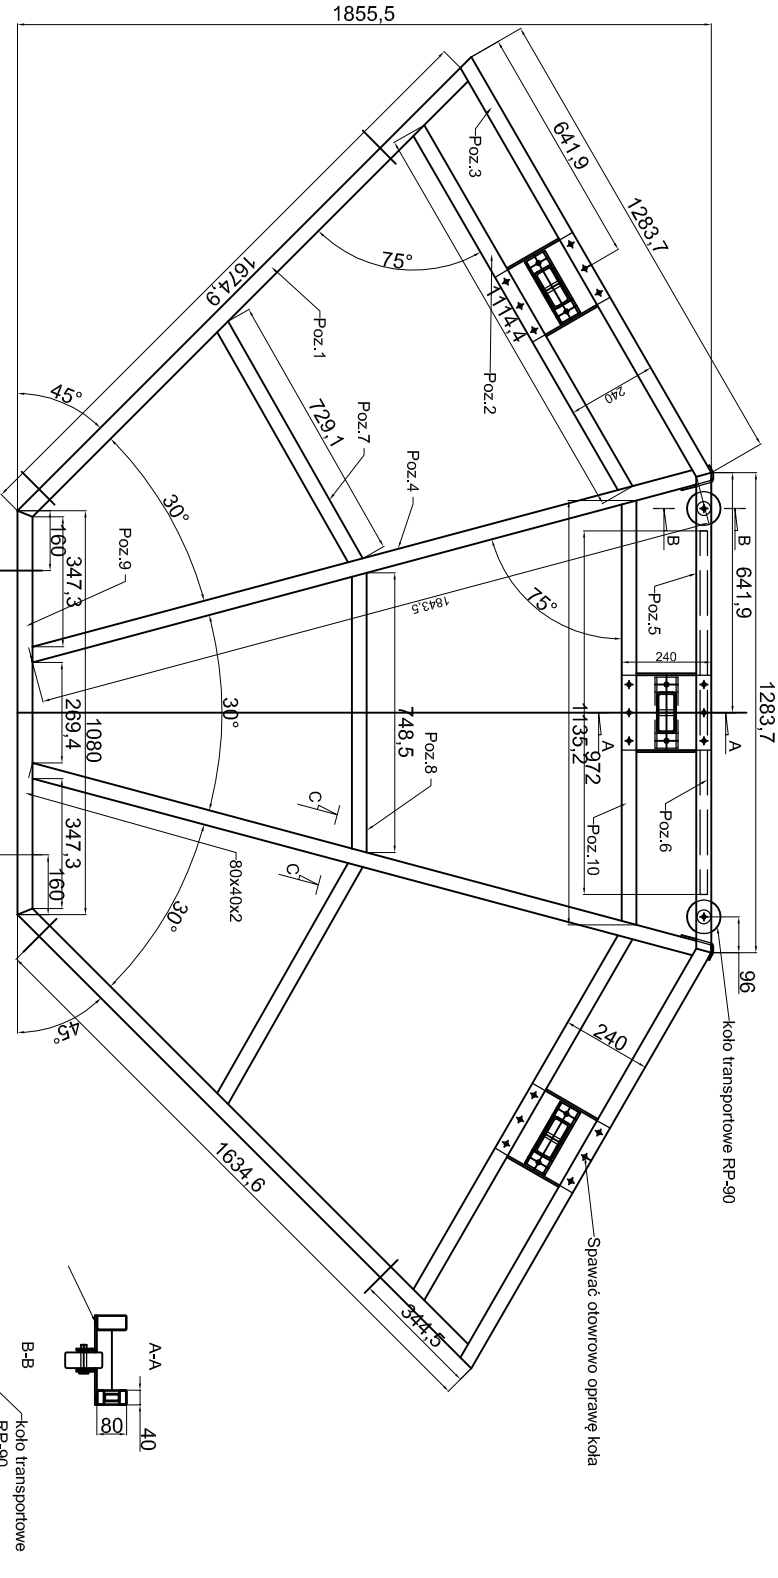 1855,5
641,9
1283,7
Poz.3
75°
1114,4
Poz.2
240
1674,9
Poz.1
45°
729,1
Poz.7
30°
Poz.4
160
347,3
Poz.9
1843,5
75°
B
B
641,9
1283,7
Poz.5
240
269,4
1080
30°
748,5
Poz.8
1135,2
972
A
A
Poz.10
Poz.6
C
C
347,3
160
80x40x2
30°
45°
96
koło transportowe RP-90
240
1634,6
344,5
Spawać otowrowo oprawę koła
A-A
B-B
80
40
koło transportowe
RP-90